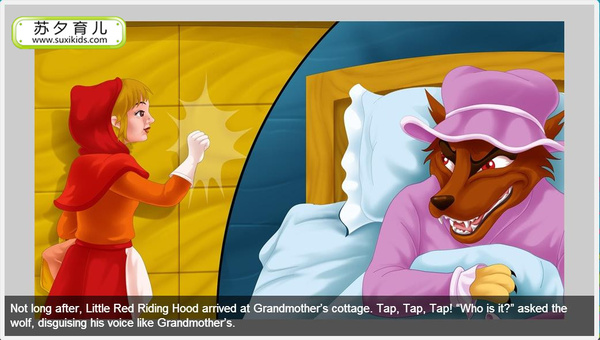 苏夕育儿
www.suxikids.com
Not long after, Little Red Riding Hood arrived at Grandmother's cottage. Tap, Tap, Tap! “Who is it?” asked the
wolf, disguising his voice like Grandmother's.